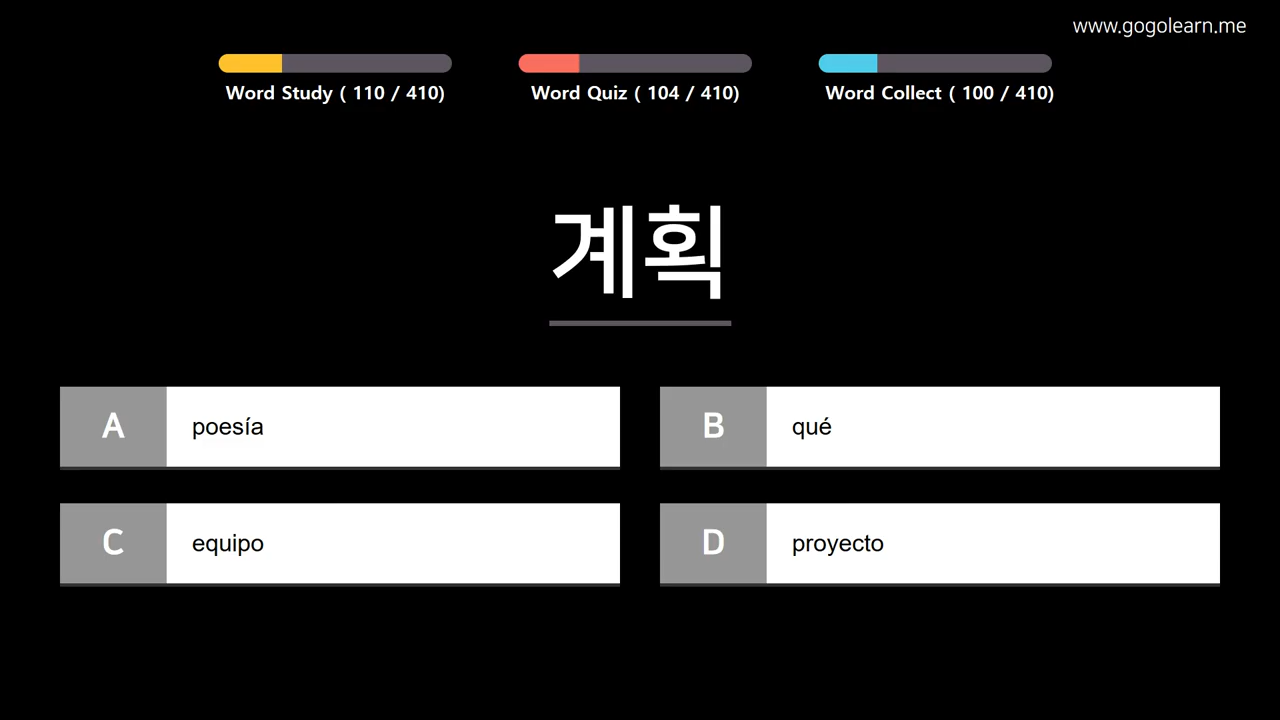 www.gogolearn.me
Word Study ( 110 / 410)
Word Quiz ( 104 / 410)
Word Collect ( 100 / 410)
계획
A poesía
B qué
C equipo
D proyecto